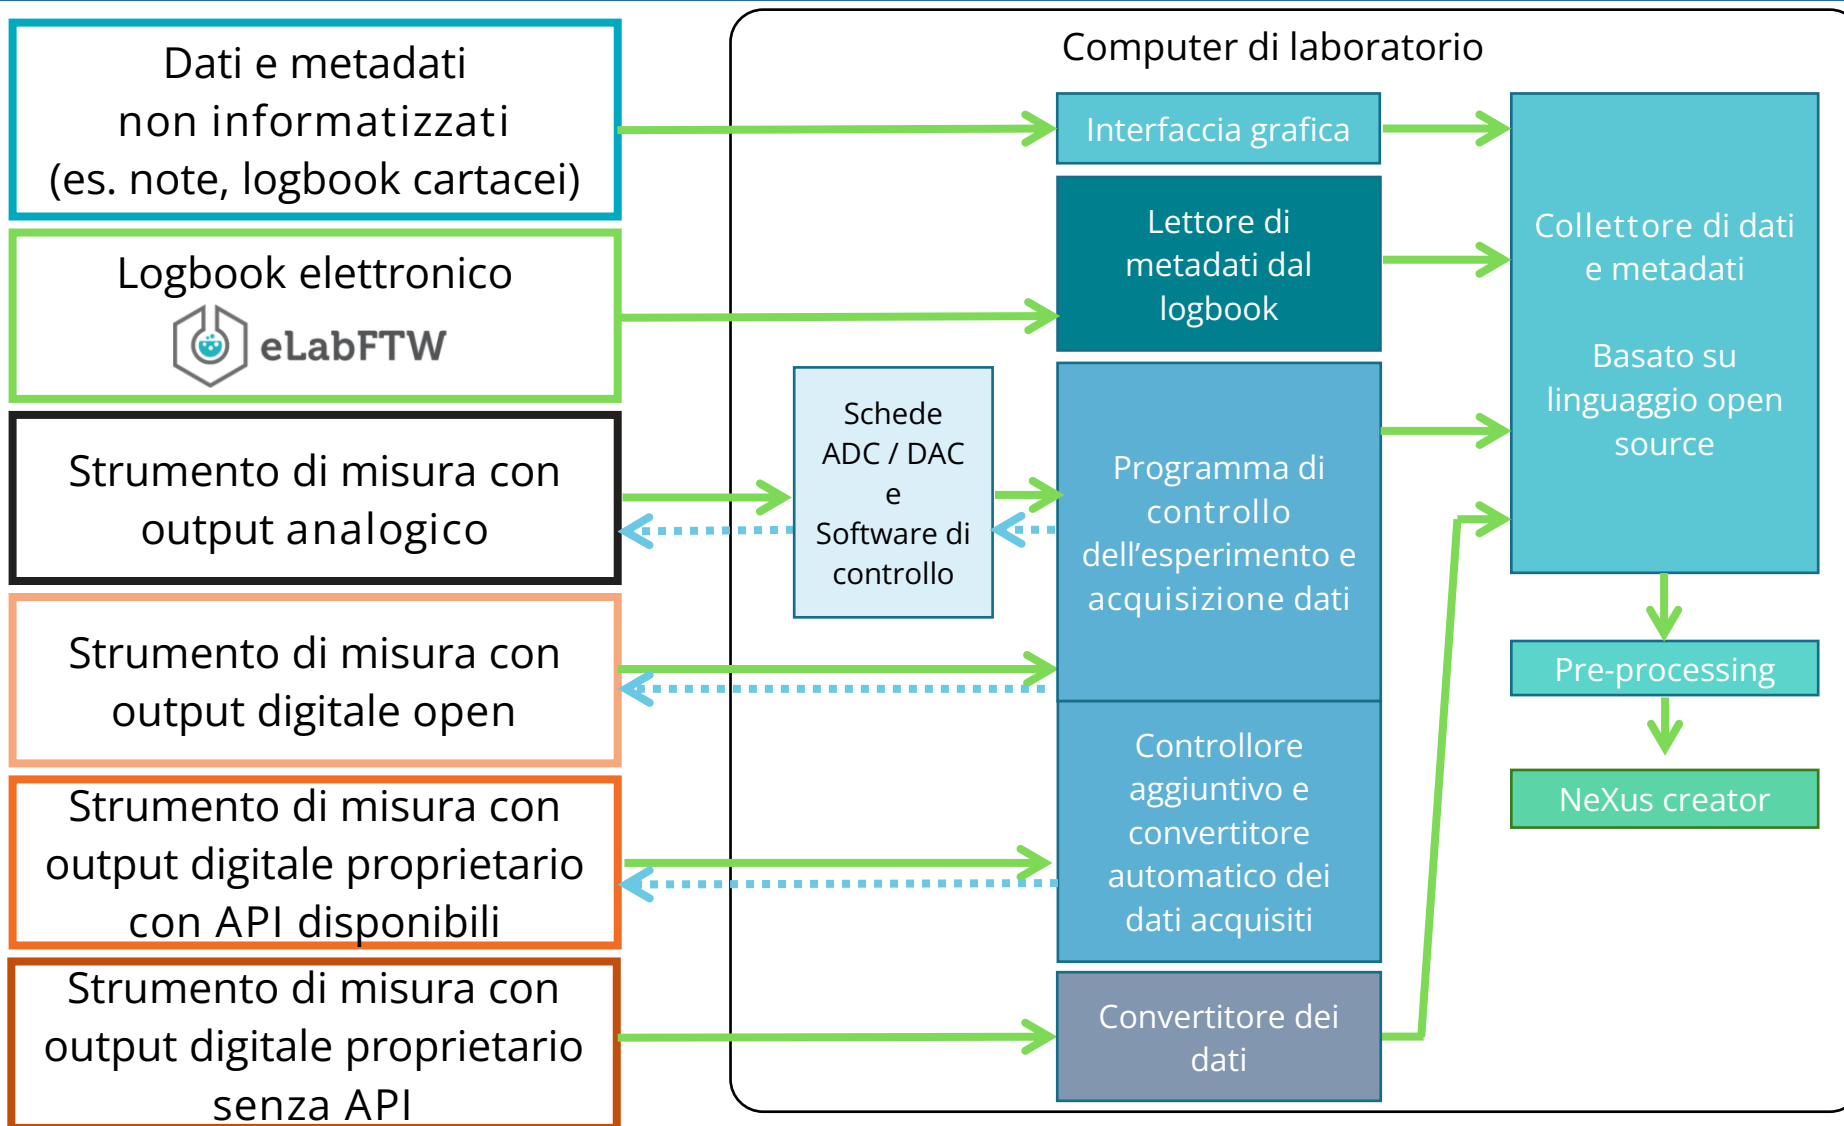 Dati e metadati
non informatizzati
(es. note, logbook cartacei)
Logbook elettronico
eLabFTW
Strumento di misura con
output analogico
Strumento di misura con
output digitale open
Strumento di misura con
output digitale proprietario
con API disponibili
Strumento di misura con
output digitale proprietario
senza API
Computer di laboratorio
Schede
ADC / DAC
e
Software di
controllo
Interfaccia grafica
Lettore di
metadati dal
logbook
Programma di
controllo
dell’esperimento e
acquisizione dati
Controllore
aggiuntivo e
convertitore
automatico dei
dati acquisiti
Convertitore dei
dati
Collettore di dati
e metadati
Basato su
linguaggio open
source
Pre-processing
NeXus creator